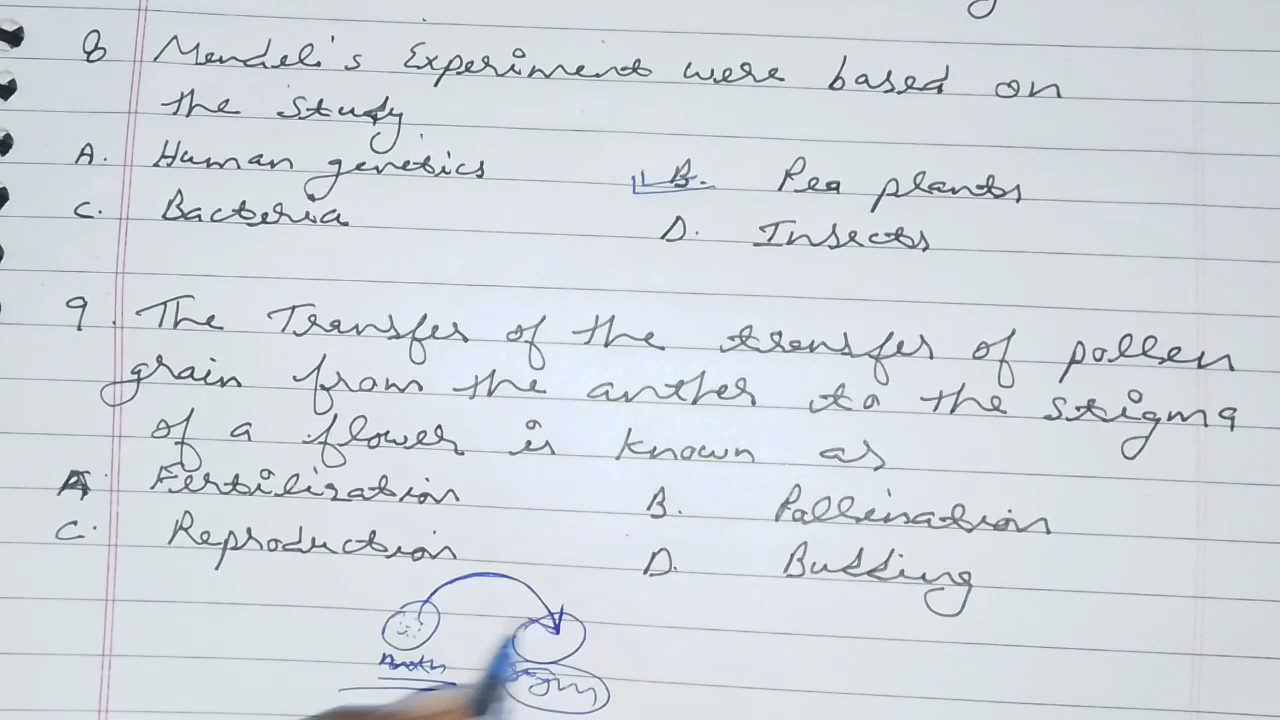 8 Mendel's Experiment were based on
the study
A. Human genetics B. Pea plants
C. Bacteria D. Insects
9. The Transfer of the transfer of pollen
grain from the anther to the stigma
of a flower is known as
A. Fertilization B. Pollination
C. Reproduction D. Budding